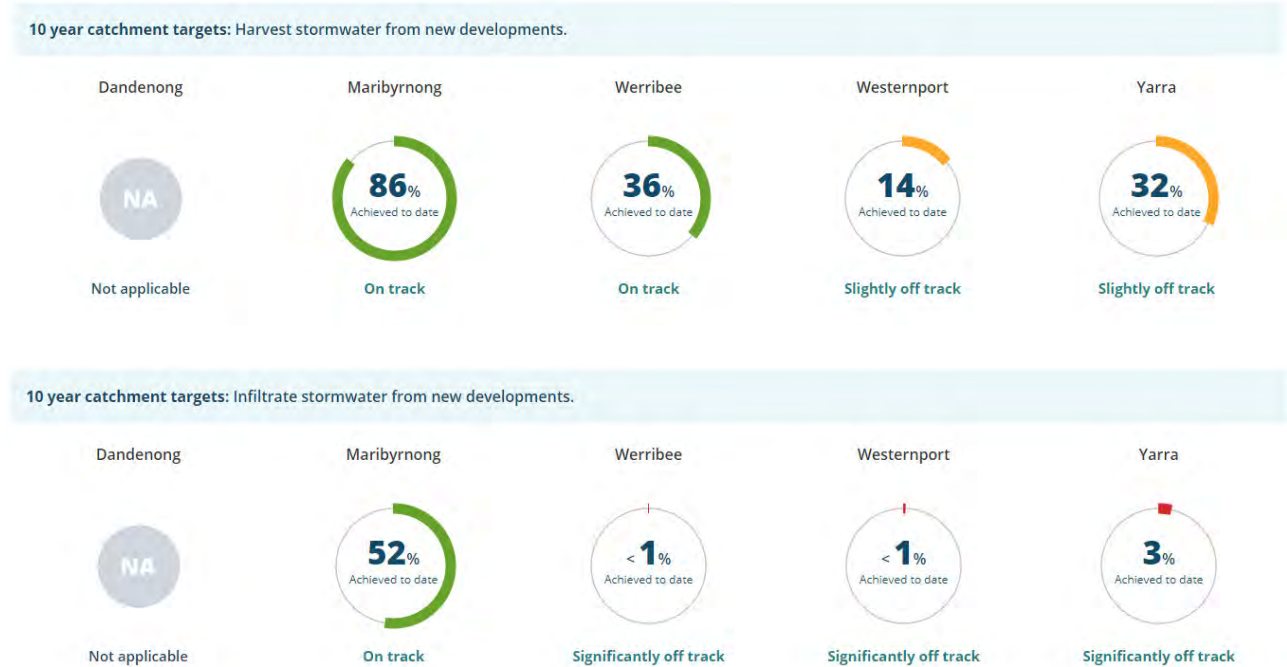 10 year catchment targets: Harvest stormwater from new developments.
Dandenong
Maribyrnong
Werribee
Westernport
Yarra
NA
86%
Achieved to date
36%
Achieved to date
14%
Achieved to date
32%
Achieved to date
Not applicable
On track
On track
Slightly off track
Slightly off track
10 year catchment targets: Infiltrate stormwater from new developments.
Dandenong
Maribyrnong
Werribee
Westernport
Yarra
NA
52%
Achieved to date
< 1%
Achieved to date
< 1%
Achieved to date
3%
Achieved to date
Not applicable
On track
Significantly off track
Significantly off track
Significantly off track